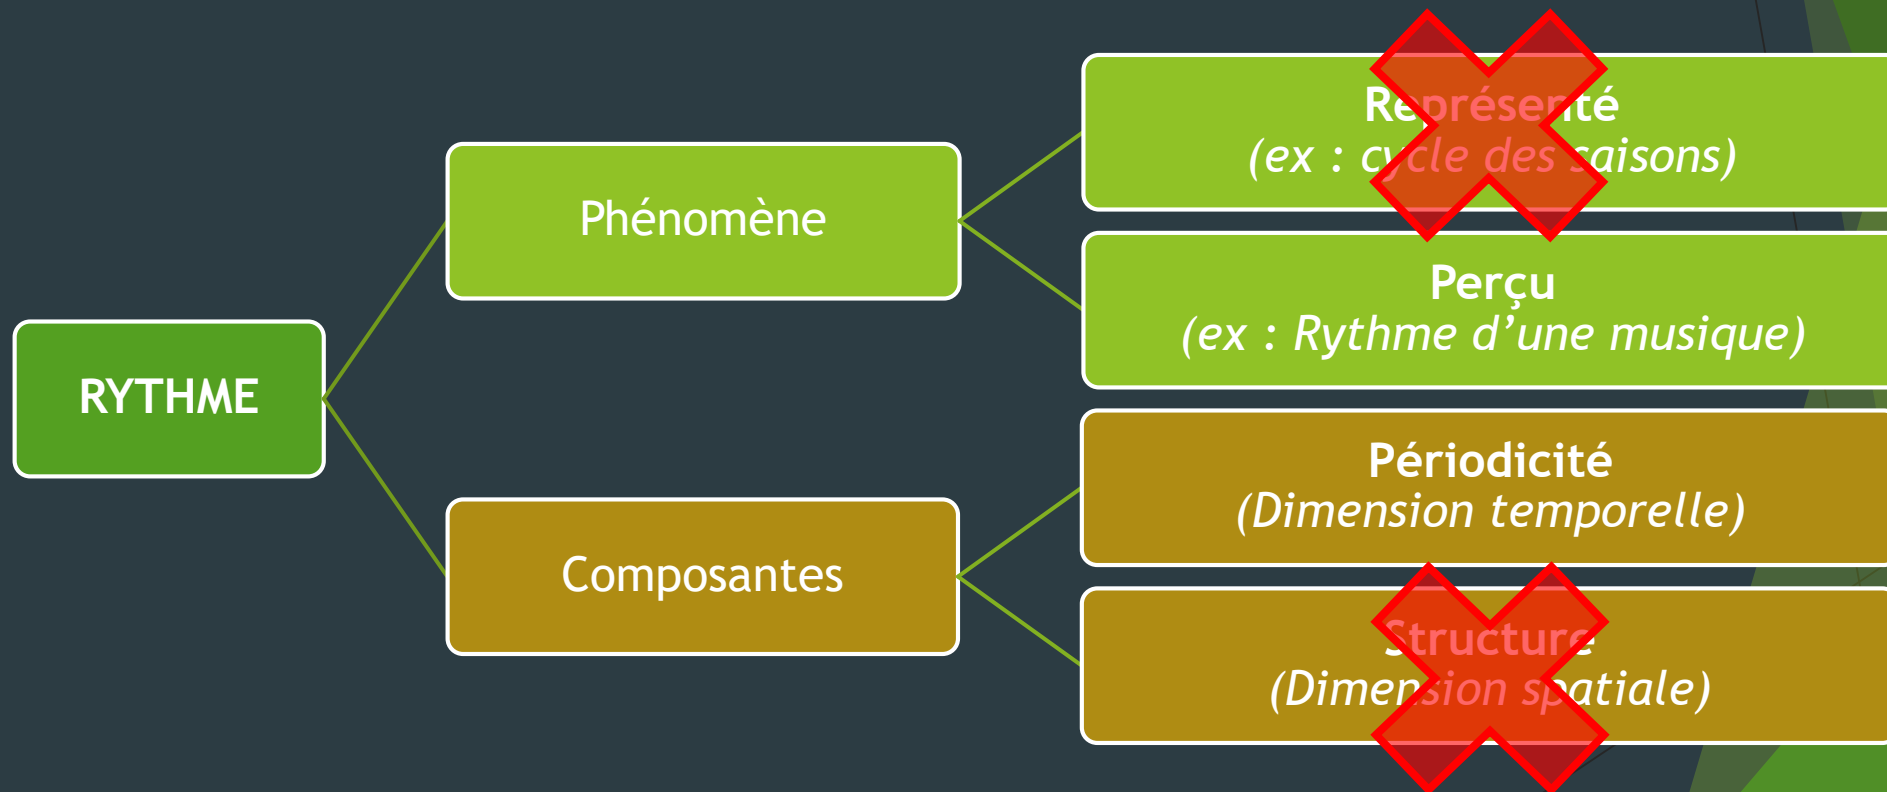 Représenté
(ex : cycle des saisons)
Phénomène
Perçu
(ex : Rythme d’une musique)
RYTHME
Périodicité
(Dimension temporelle)
Composantes
Structure
(Dimension spatiale)